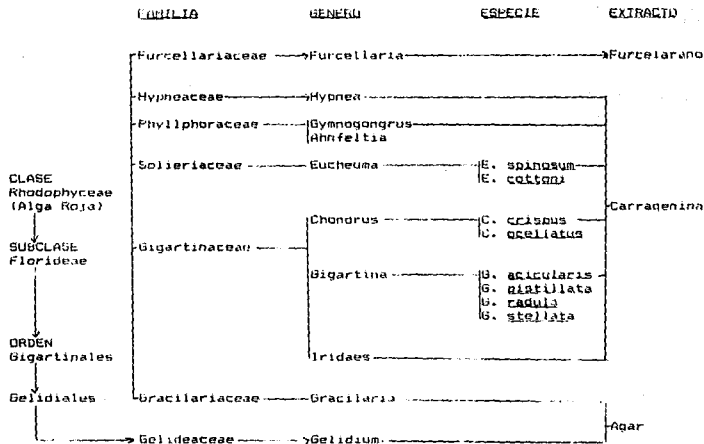 FAMILIA GENERO ESPECIE EXTRACTO
Furcellariaceae Furcellaria Furcelarano
Hypneaceae Hypnea
Phyllphoraceae Gymnogongrus
Ahnfeltia
Solieriaceae Eucheuma E. spinosum
E. cottoni
CLASE
Rhodophyceae
(Alga Roja)
Chondrus C. crispus
C. ocellatus
Carragenina
SUBCLASE
Florideae
Gigartinaceae
Gigartina G. acicularis
G. pistillata
G. radula
G. stellata
ORDEN
Gigartinales
Iridaes
Gelidiales
Gracilariaceae Gracilaria
Agar
Gelideaceae Gelidium